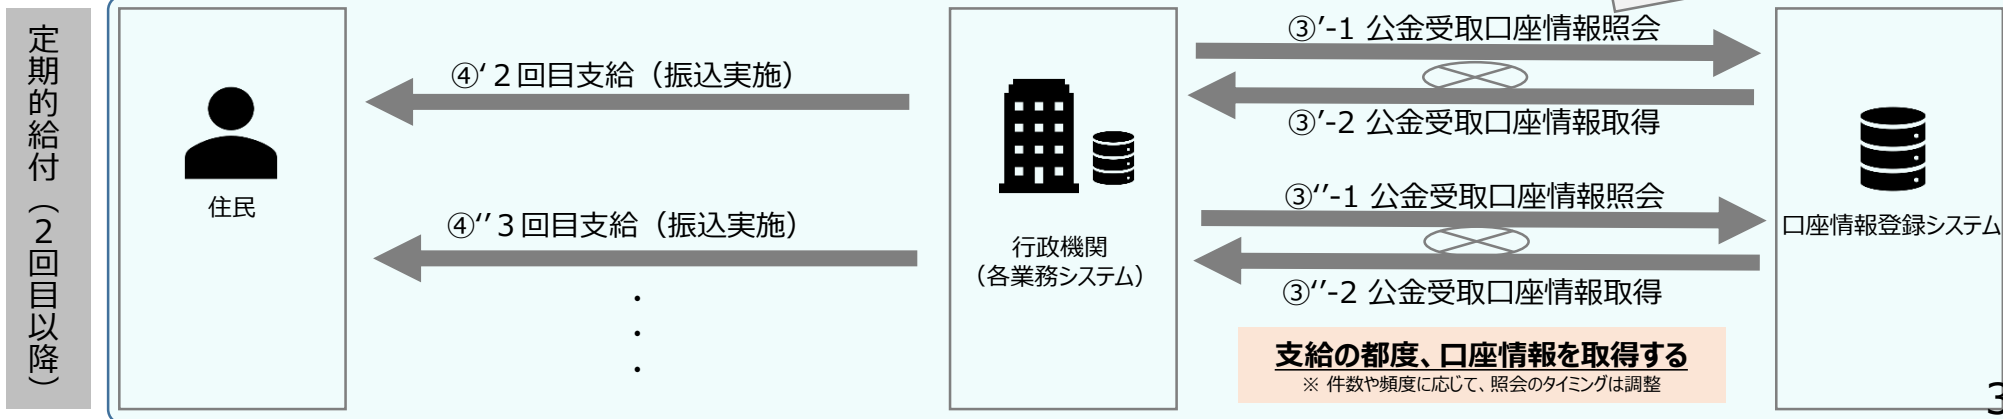 定期的給付（２回目以降）
住民
④‘２回目支給（振込実施）
④‘’３回目支給（振込実施）
・
・
・
行政機関
（各業務システム）
③’-1 公金受取口座情報照会
③’-2 公金受取口座情報取得
③‘’-1 公金受取口座情報照会
③‘’-2 公金受取口座情報取得
支給の都度、口座情報を取得する
※ 件数や頻度に応じて、照会のタイミングは調整
口座情報登録システム
3